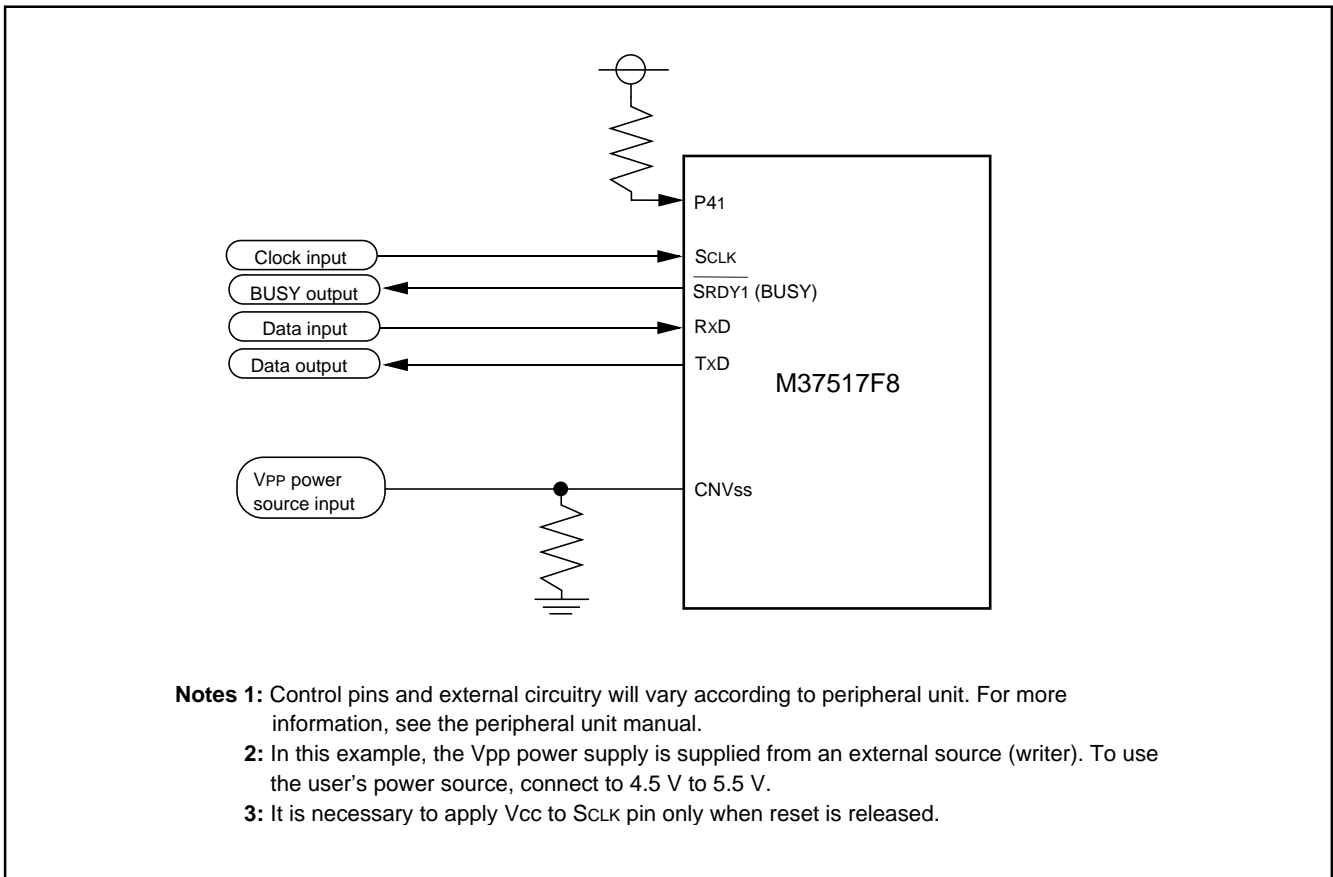 P41
Clock input
SCLK
BUSY output
SRDY1 (BUSY)
Data input
RXD
Data output
TXD
M37517F8
VPP power
source input
CNVss
Notes 1: Control pins and external circuitry will vary according to peripheral unit. For more
information, see the peripheral unit manual.
2: In this example, the Vpp power supply is supplied from an external source (writer). To use
the user's power source, connect to 4.5 V to 5.5 V.
3: It is necessary to apply Vcc to SCLK pin only when reset is released.